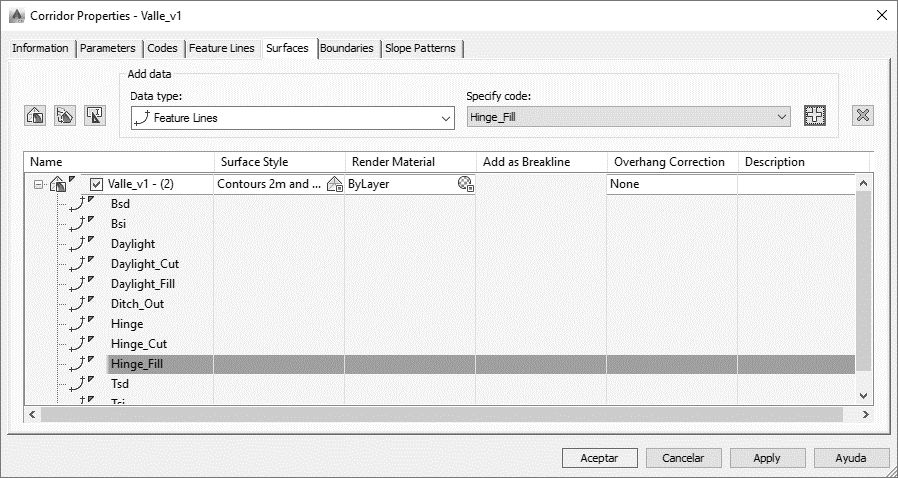 Corridor Properties - Valle_v1
Information Parameters Codes Feature Lines Surfaces Boundaries Slope Patterns
Add data
Data type: Specify code:
Feature Lines Hinge_Fill
Name Surface Style Render Material Add as Breakline Overhang Correction Description
Valle_v1 - (2) Contours 2m and ... ByLayer None
Bsd
Bsi
Daylight
Daylight_Cut
Daylight_Fill
Ditch_Out
Hinge
Hinge_Cut
Hinge_Fill
Tsd
Tsi
Aceptar Cancelar Apply Ayuda